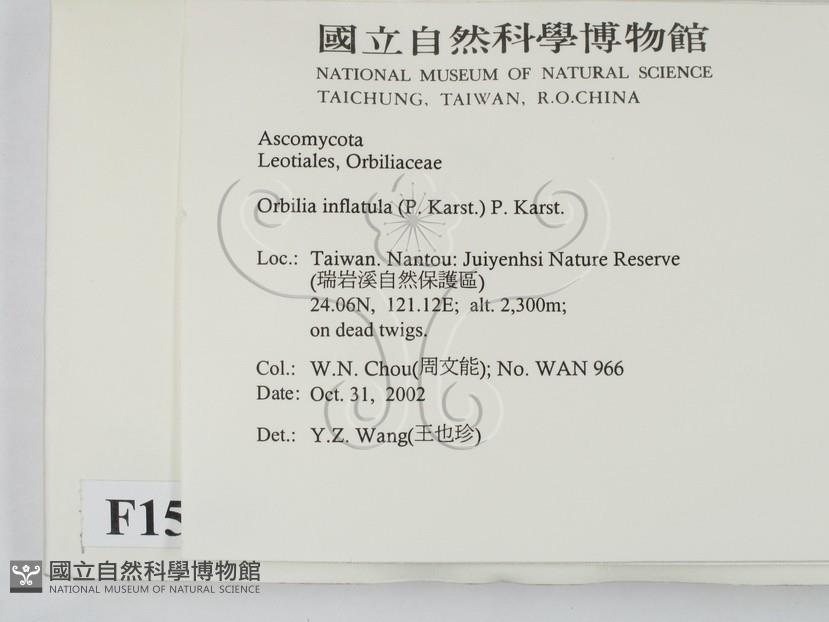 國立自然科學博物館
NATIONAL MUSEUM OF NATURAL SCIENCE
TAICHUNG, TAIWAN, R.O.CHINA
Ascomycota
Leotiales, Orbiliaceae
Orbilia inflatula (P. Karst.) P. Karst.
Loc.: Taiwan. Nantou: Juiyenhsi Nature Reserve
(瑞岩溪自然保護區)
24.06N, 121.12E; alt. 2,300m;
on dead twigs.
Col.: W.N. Chou(周文能); No. WAN 966
Date: Oct. 31, 2002
Det.: Y.Z. Wang(王也珍)
F15
國立自然科學博物館
NATIONAL MUSEUM OF NATURAL SCIENCE